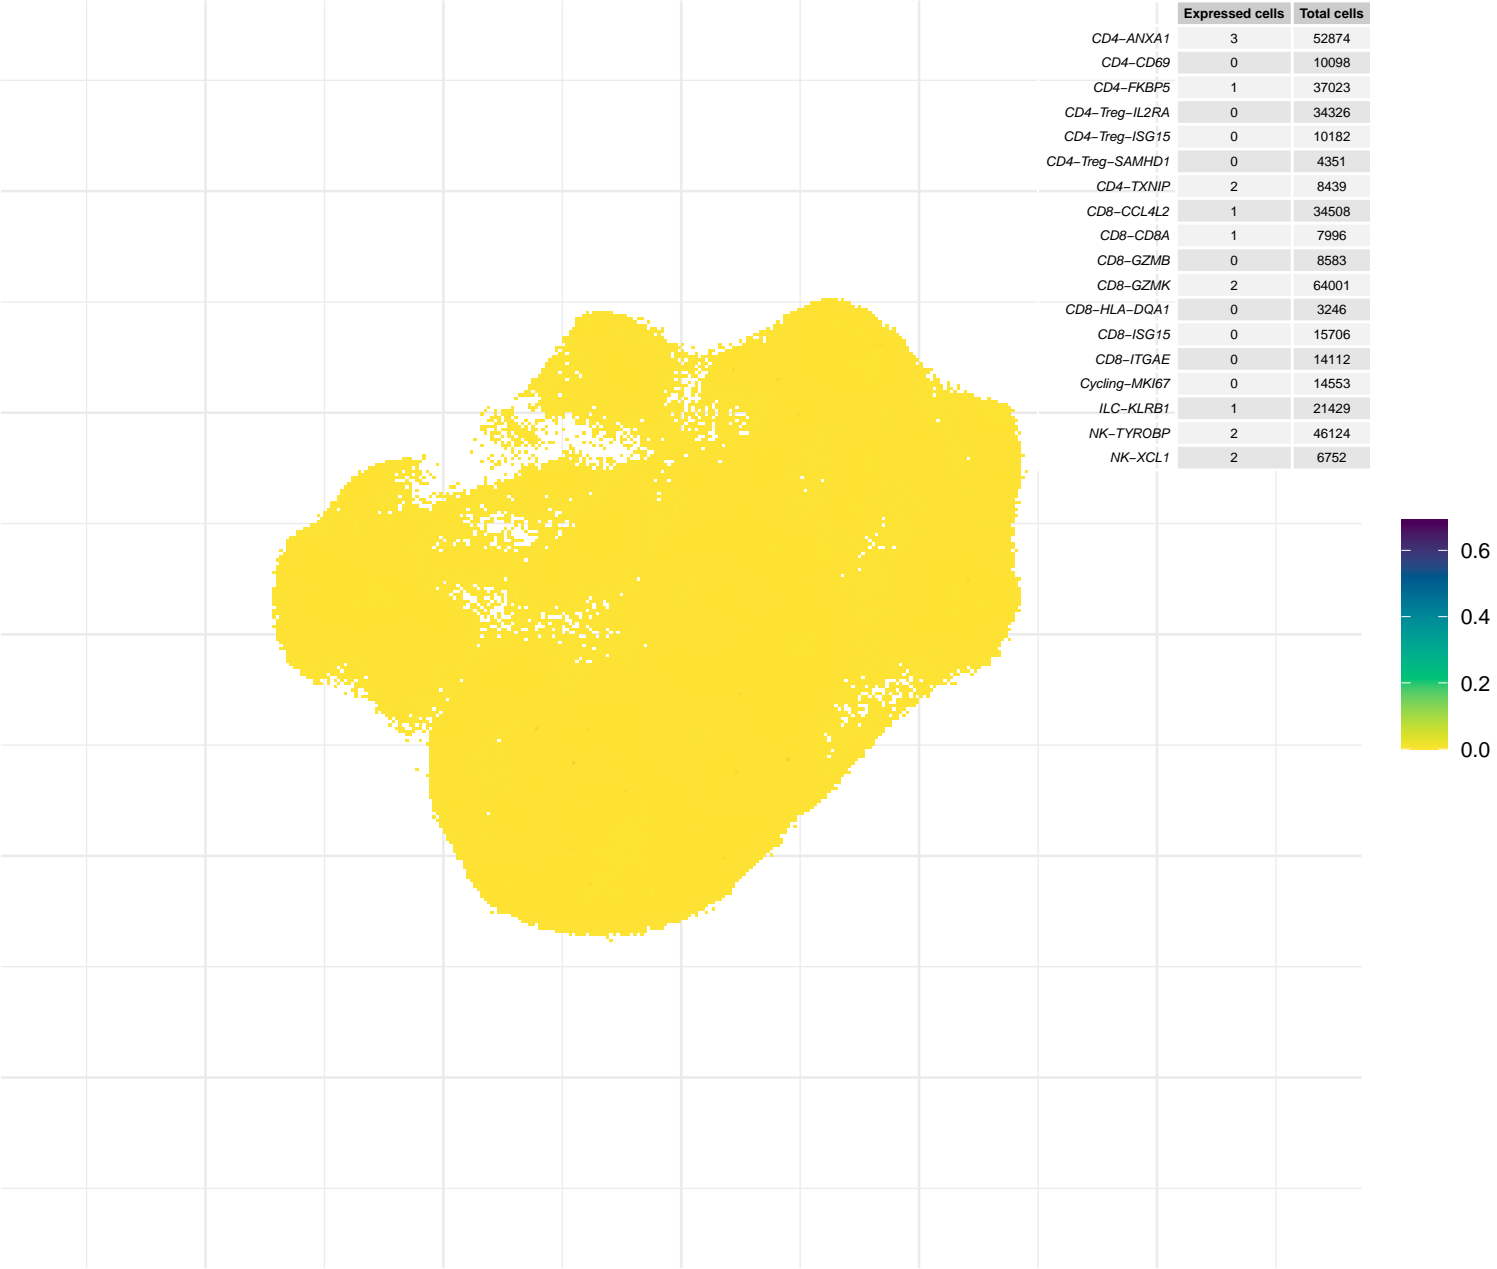 Expressed cells Total cells
CD4−ANXA1 3 52874
CD4−CD69 0 10098
CD4−FKBP5 1 37023
CD4−Treg−IL2RA 0 34326
CD4−Treg−ISG15 0 10182
CD4−Treg−SAMHD1 0 4351
CD4−TXNIP 2 8439
CD8−CCL4L2 1 34508
CD8−CD8A 1 7996
CD8−GZMB 0 8583
CD8−GZMK 2 64001
CD8−HLA−DQA1 0 3246
CD8−ISG15 0 15706
CD8−ITGAE 0 14112
Cycling−MKI67 0 14553
ILC−KLRB1 1 21429
NK−TYROBP 2 46124
NK−XCL1 2 6752
0.6
0.4
0.2
0.0